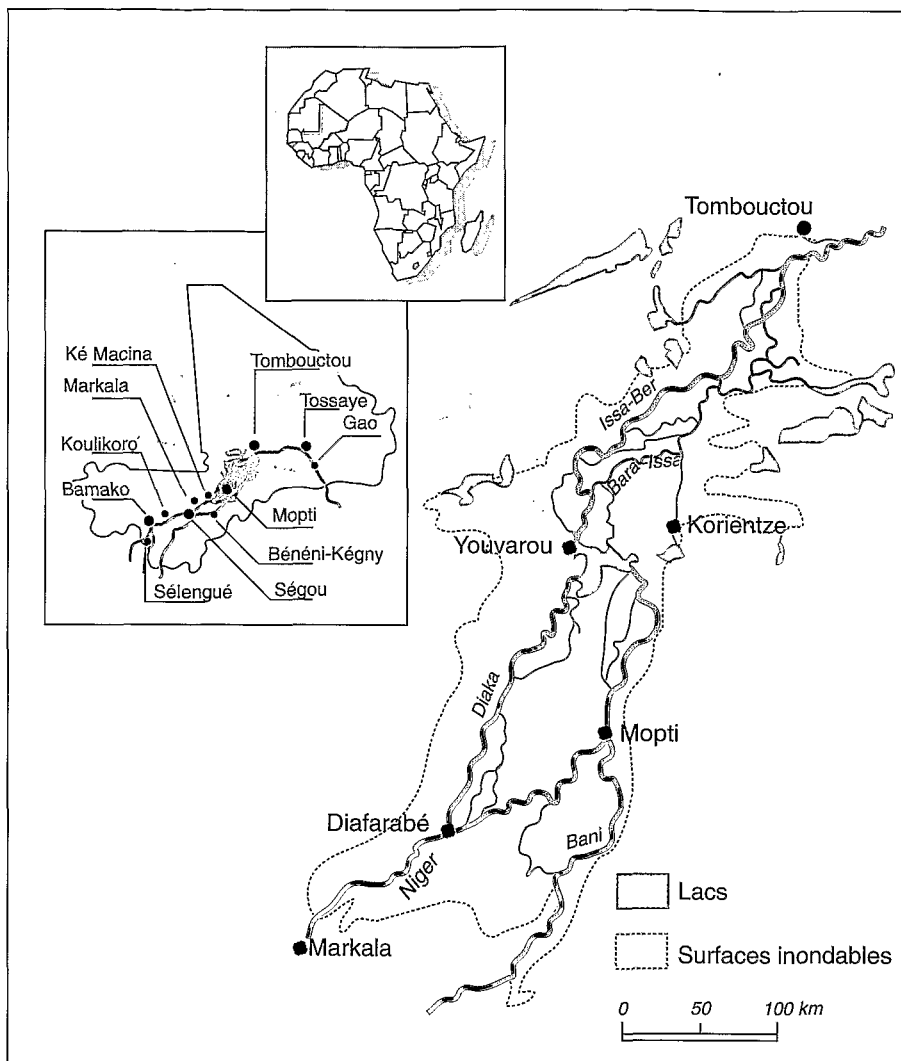 Tombouctou
Ké Macina
Markala
Koulikoro
Bamako
Tombouctou
Tossaye
Gao
Mopti
Bénéni-Kégny
Ségou
Sélengué
Issa-Ber
Bara-Issa
Korientze
Youvarou
Diaka
Mopti
Diafarabé
Niger
Bani
Markala
Lacs
Surfaces inondables
0 50 100 km